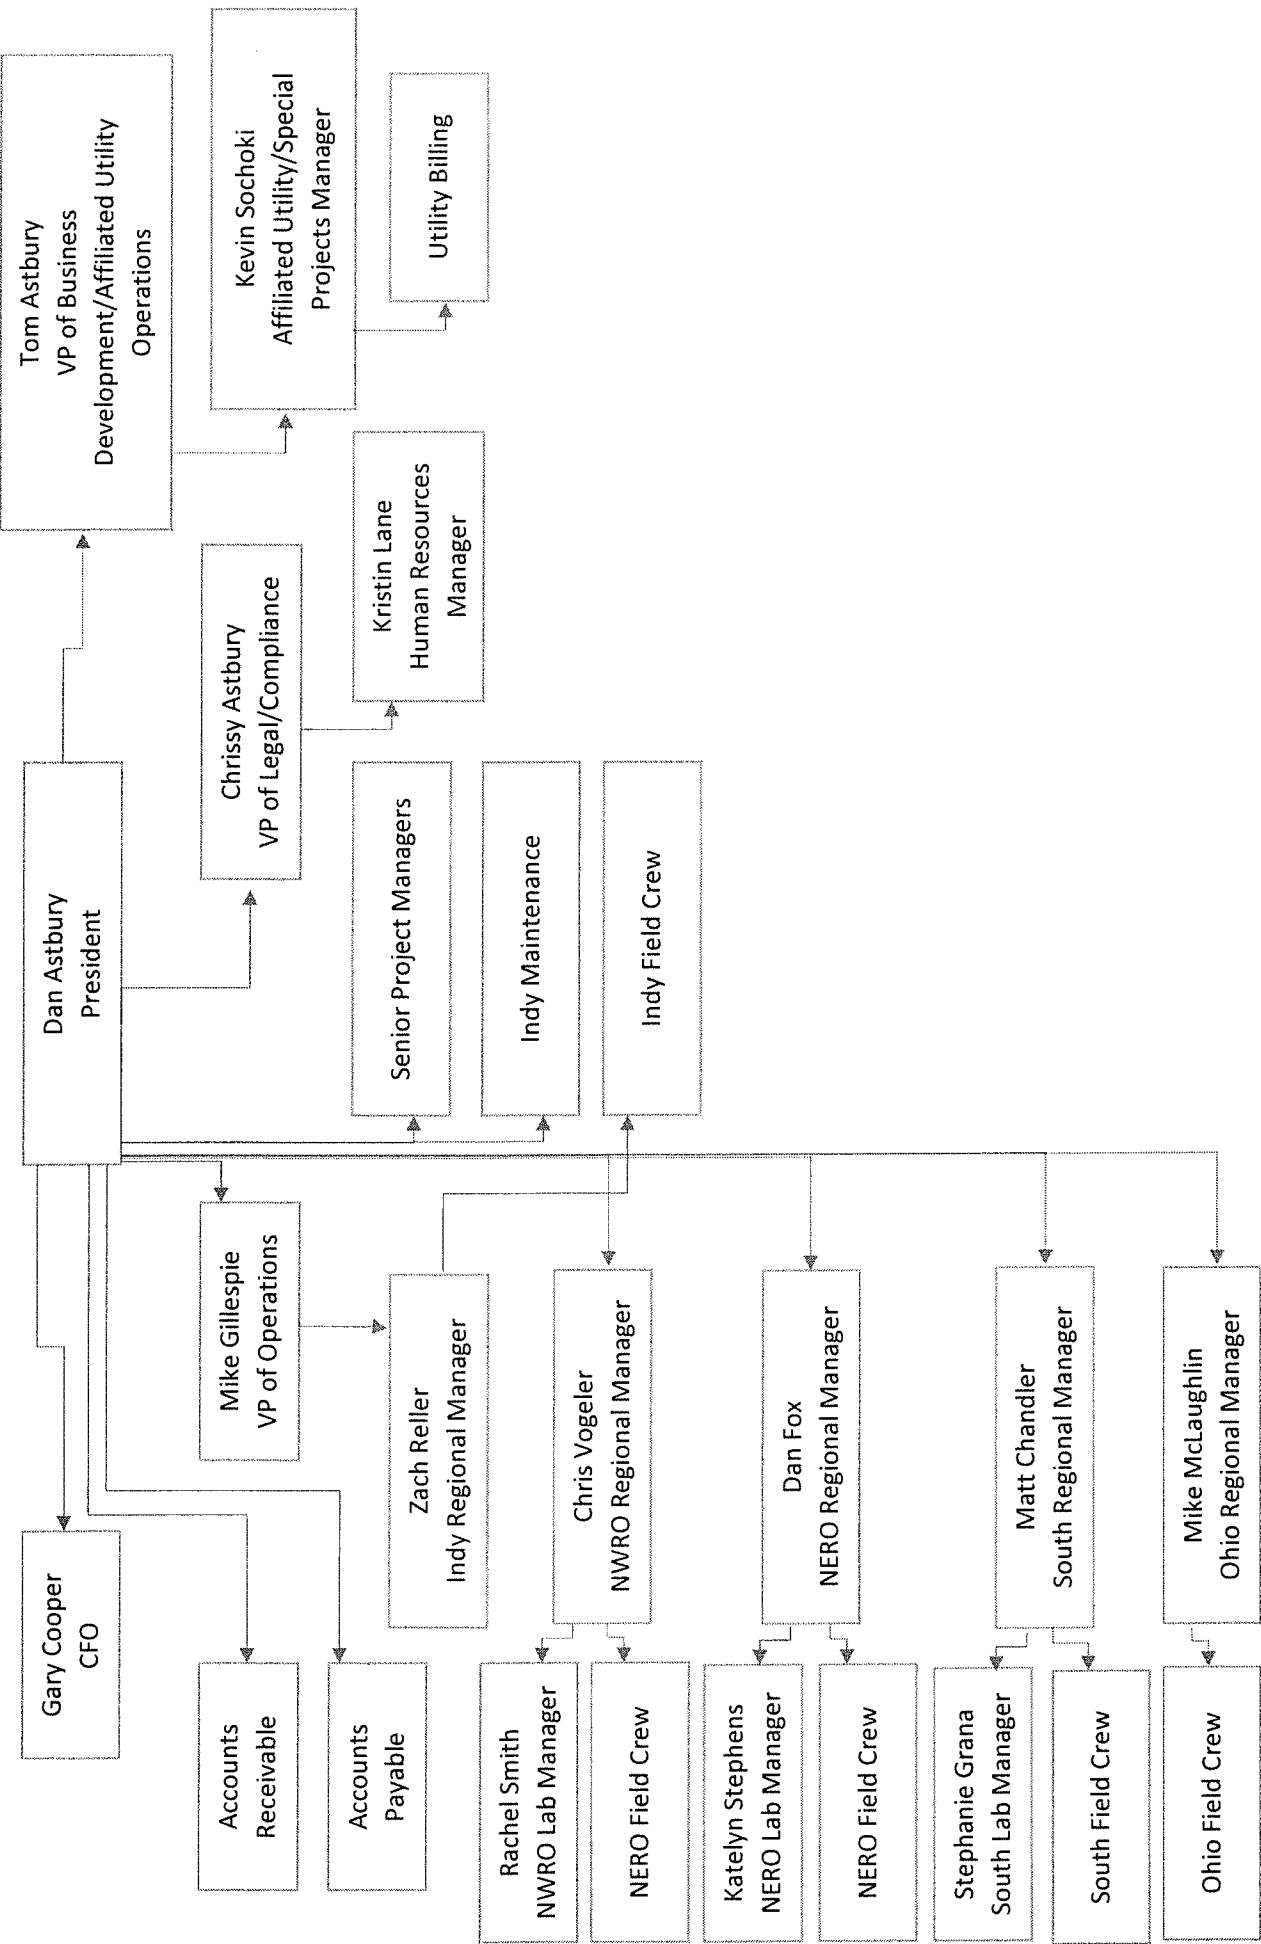 Dan Astbury
President
Gary Cooper
CFO
Tom Astbury
VP of Business
Development/Affiliated Utility
Operations
Accounts
Receivable
Mike Gillespie
VP of Operations
Chrissy Astbury
VP of Legal/Compliance
Kevin Sochoki
Affiliated Utility/Special
Projects Manager
Accounts
Payable
Zach Reller
Indy Regional Manager
Senior Project Managers
Kristin Lane
Human Resources
Manager
Utility Billing
Indy Maintenance
Indy Field Crew
Rachel Smith
NWRO Lab Manager
Chris Vogeler
NWRO Regional Manager
NERO Field Crew
Katelyn Stephens
NERO Lab Manager
Dan Fox
NERO Regional Manager
NERO Field Crew
Stephanie Grana
South Lab Manager
Matt Chandler
South Regional Manager
South Field Crew
Mike McLaughlin
Ohio Regional Manager
Ohio Field Crew